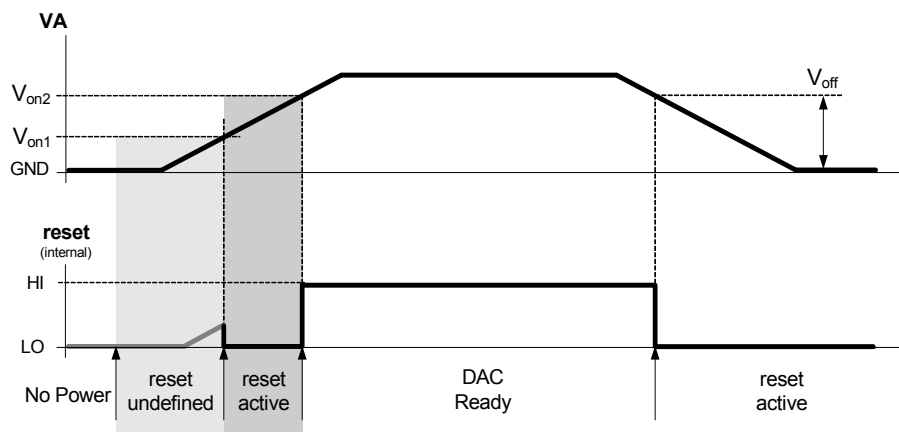 VA
Von2
Von1
GND
Voff
reset
(internal)
HI
LO
No Power
reset
undefined
reset
active
DAC
Ready
reset
active